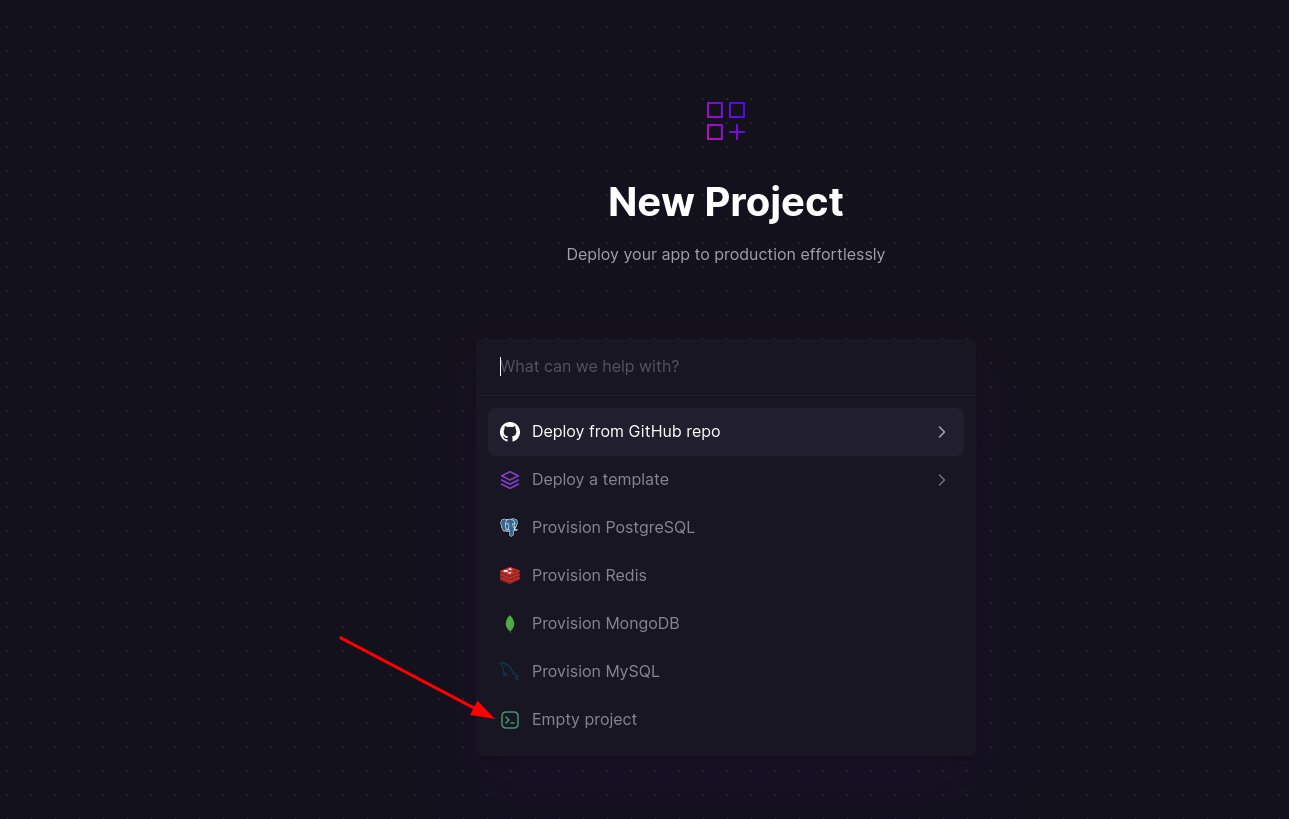 New Project
Deploy your app to production effortlessly
What can we help with?
Deploy from GitHub repo
Deploy a template
Provision PostgreSQL
Provision Redis
Provision MongoDB
Provision MySQL
Empty project